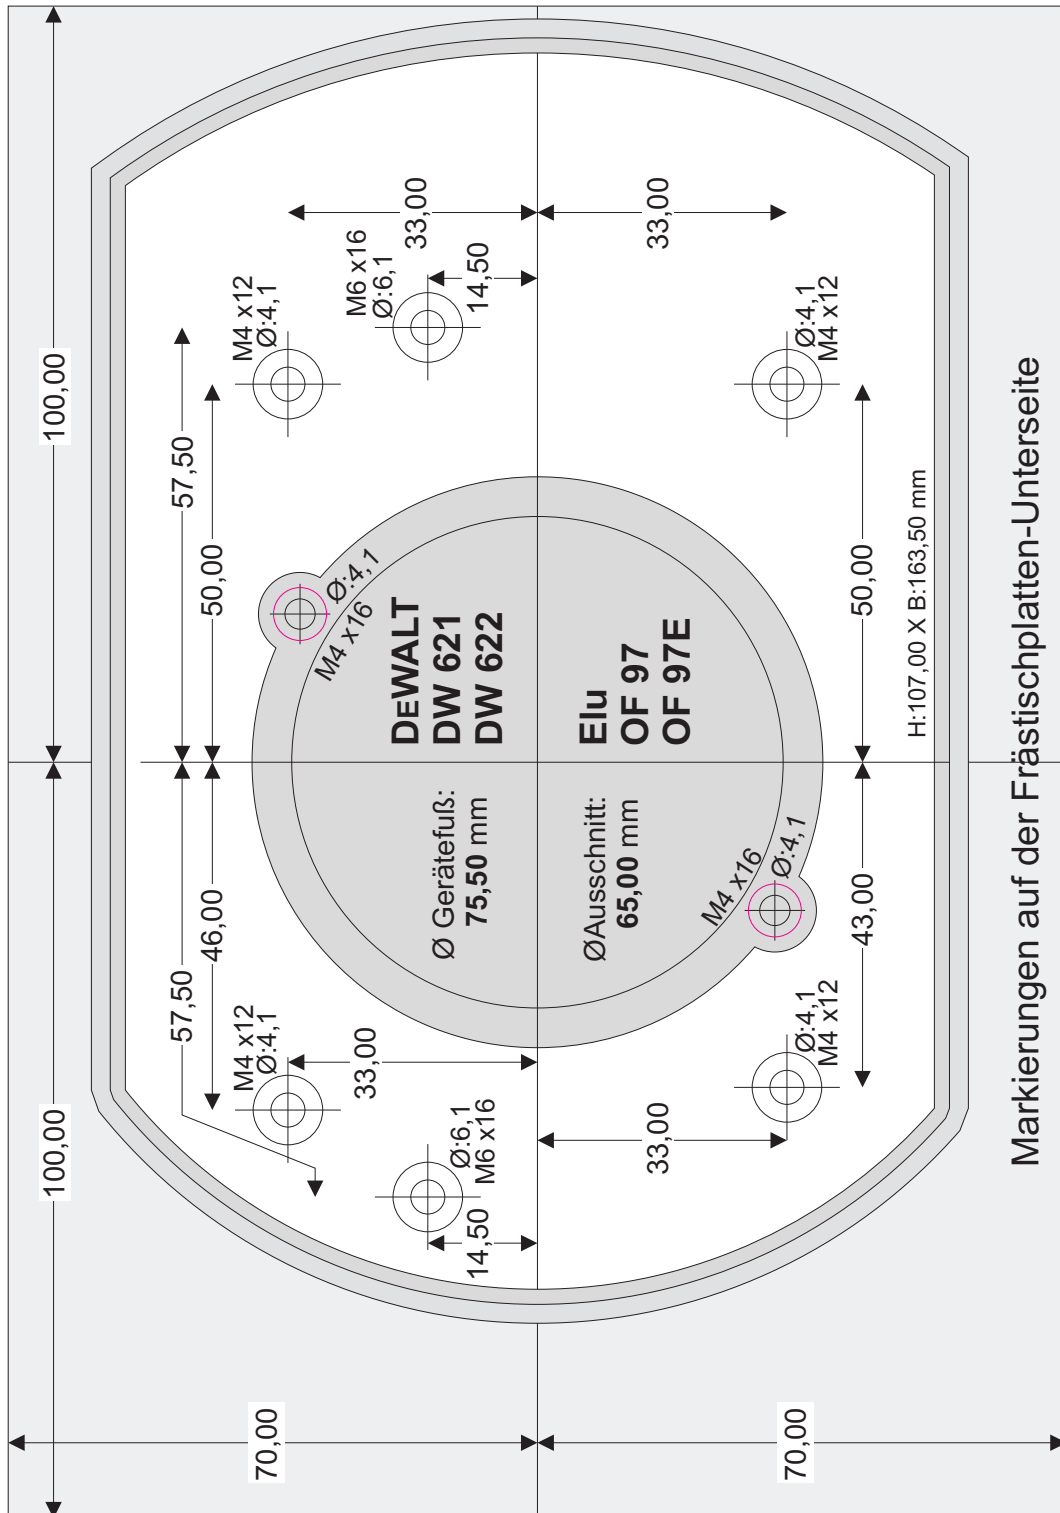 100,00
100,00
57,50
57,50
50,00
46,00
M4 x12
Ø:4,1
M4 x12
Ø:4,1
33,00
M6 x16
Ø:6,1
14,50
33,00
Ø:6,1
M6 x16
14,50
Ø:4,1
M4 x16
DEWALT
DW 621
DW 622
Ø Gerätefuß:
75,50 mm
Elu
OF 97
OF 97E
ØAusschnitt:
65,00 mm
M4 x16
Ø:4,1
33,00
Ø:4,1
M4 x12
33,00
Ø:4,1
M4 x12
50,00
43,00
H:107,00 X B:163,50 mm
70,00
70,00
Markierungen auf der Frästischplatten-Unterseite